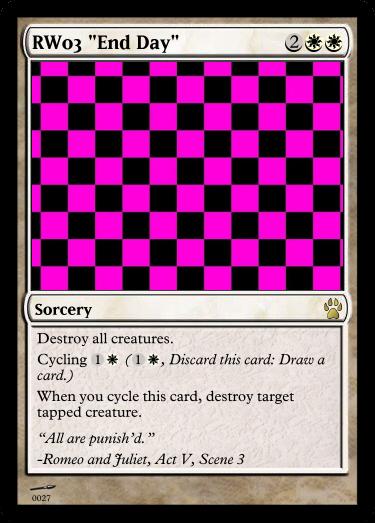 RW03 "End Day" 2
Sorcery
Destroy all creatures.
Cycling 1 (1 , Discard this card: Draw a
card.)
When you cycle this card, destroy target
tapped creature.
“All are punish’d.”
-Romeo and Juliet, Act V, Scene 3
0027